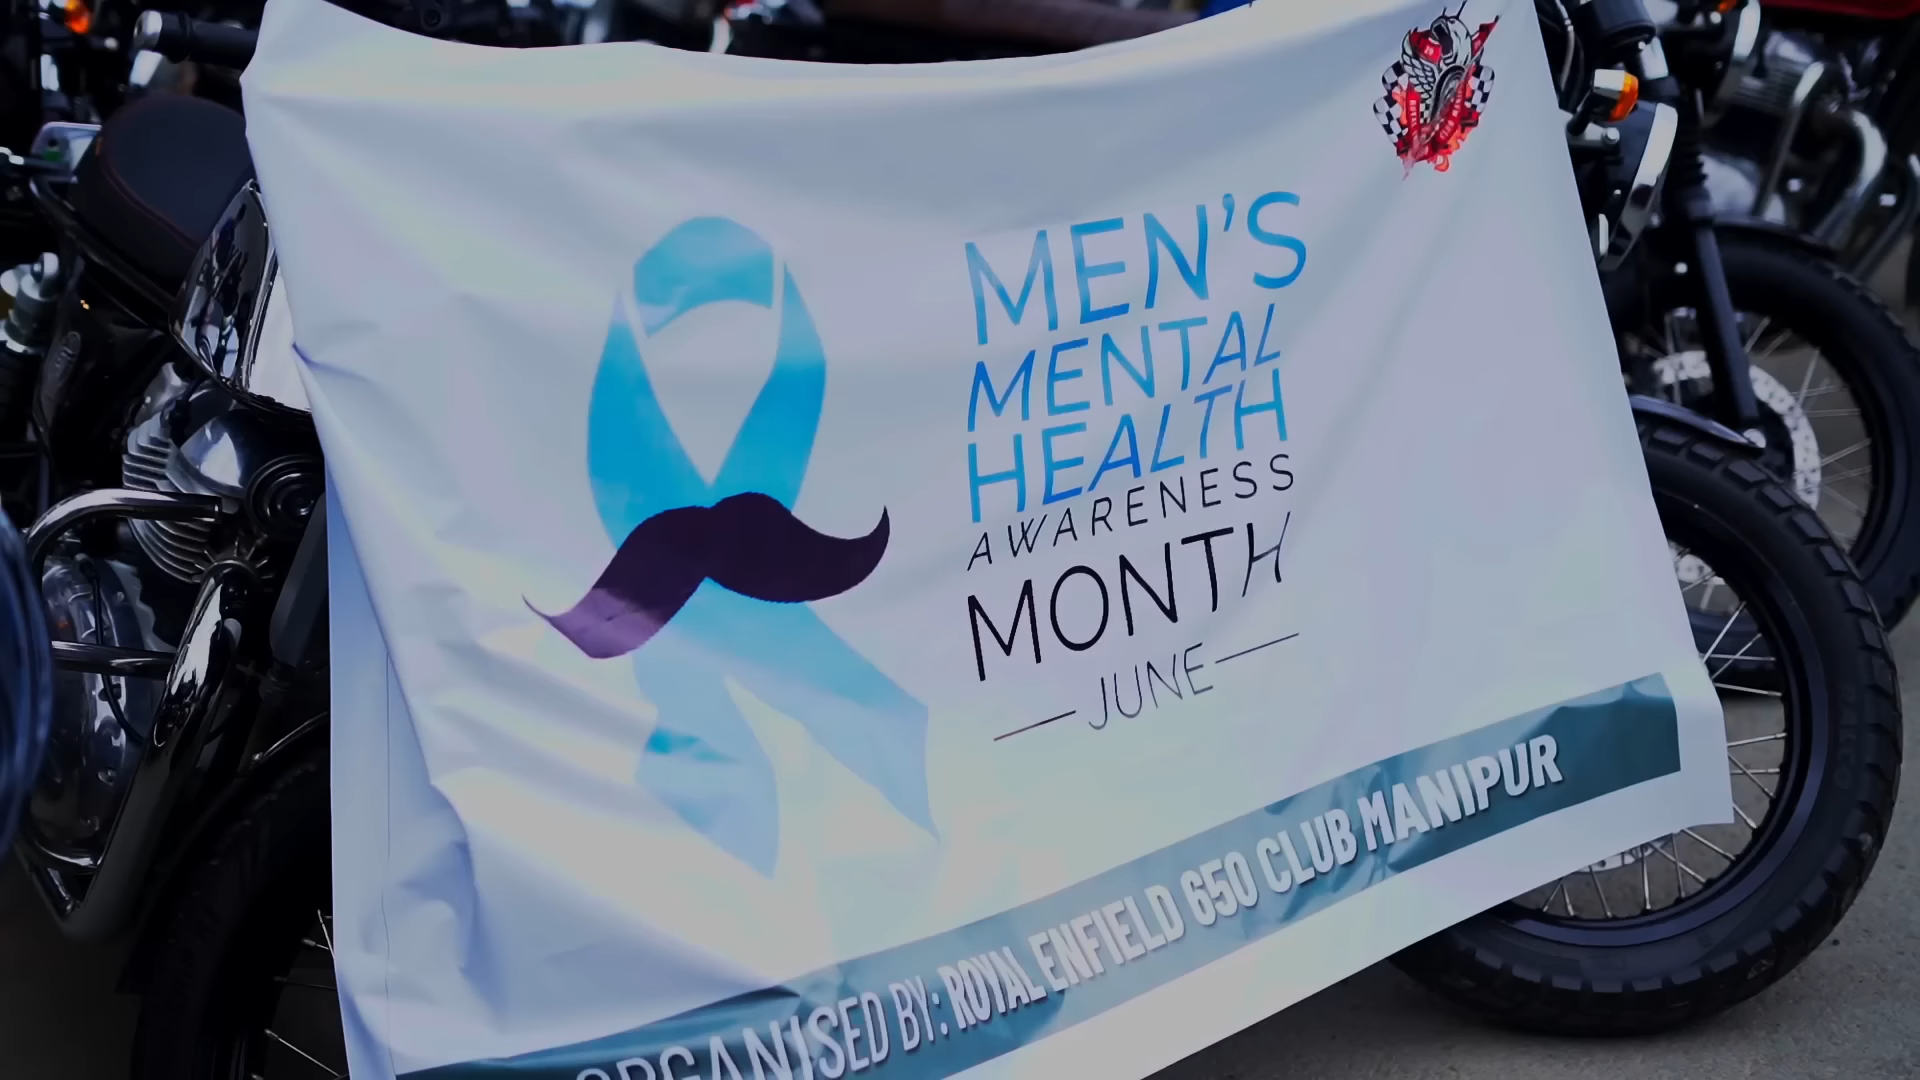 MEN'S
MENTAL
HEALTH
AWARENESS
MONTH
JUNE
ORGANISED BY: ROYAL ENFIELD 650 CLUB MANIPUR